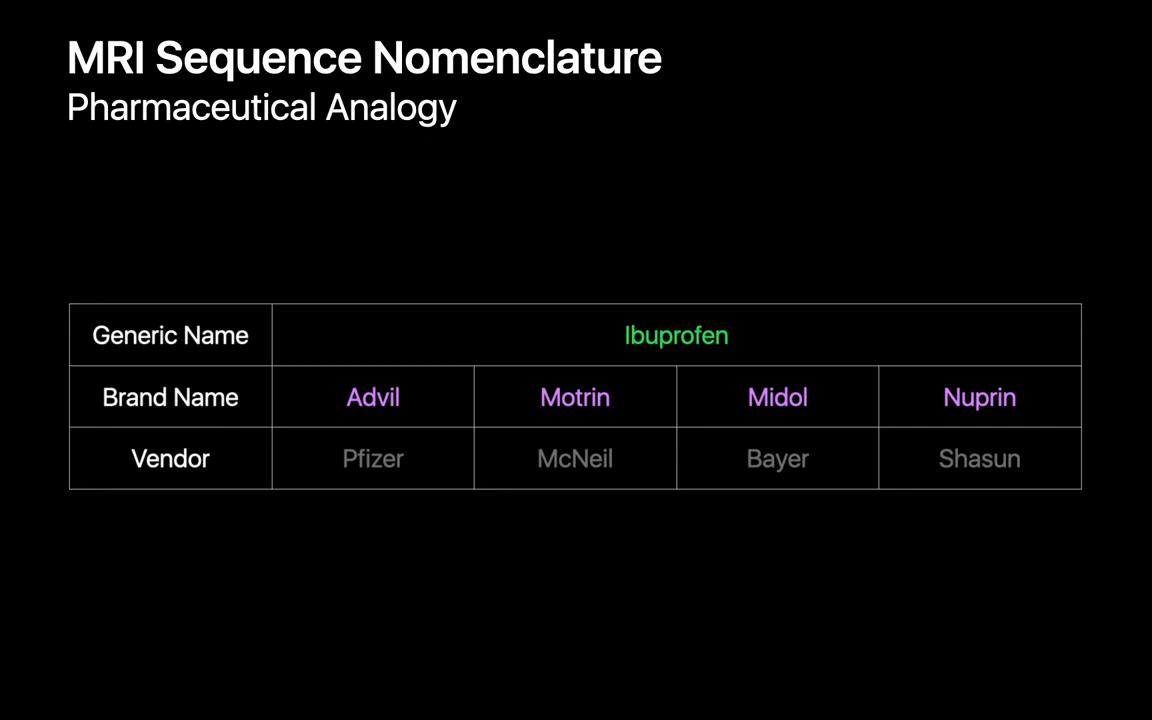 MRI Sequence Nomenclature
Pharmaceutical Analogy
Generic Name Ibuprofen
Brand Name Advil Motrin Midol Nuprin
Vendor Pfizer McNeil Bayer Shasun